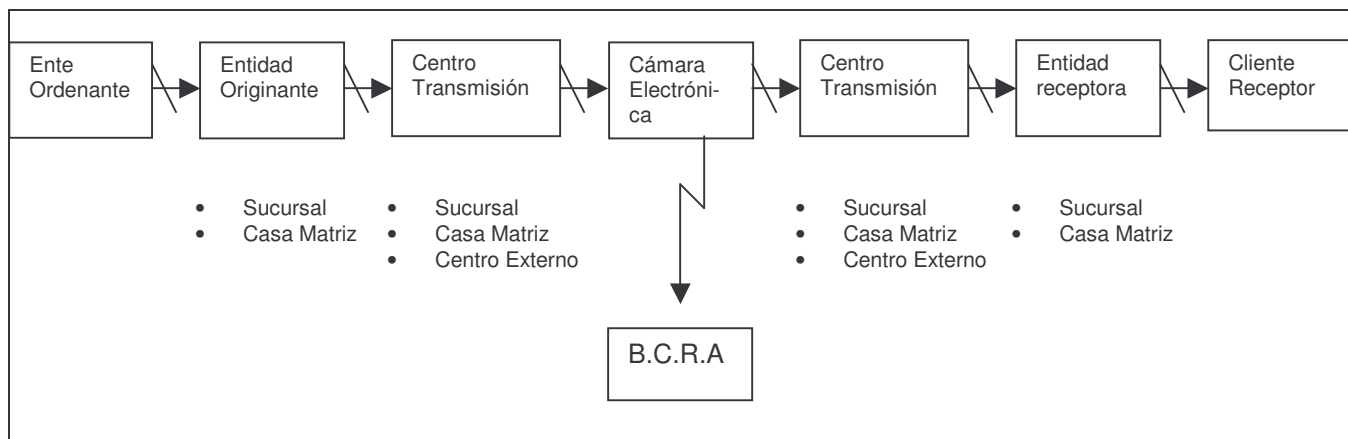 Ente
Ordenante
Entidad
Originante
Centro
Transmisión
Cámara
Electróni-
ca
Centro
Transmisión
Entidad
receptora
Cliente
Receptor
• Sucursal
• Casa Matriz
• Sucursal
• Casa Matriz
• Centro Externo
• Sucursal
• Casa Matriz
• Centro Externo
• Sucursal
• Casa Matriz
B.C.R.A